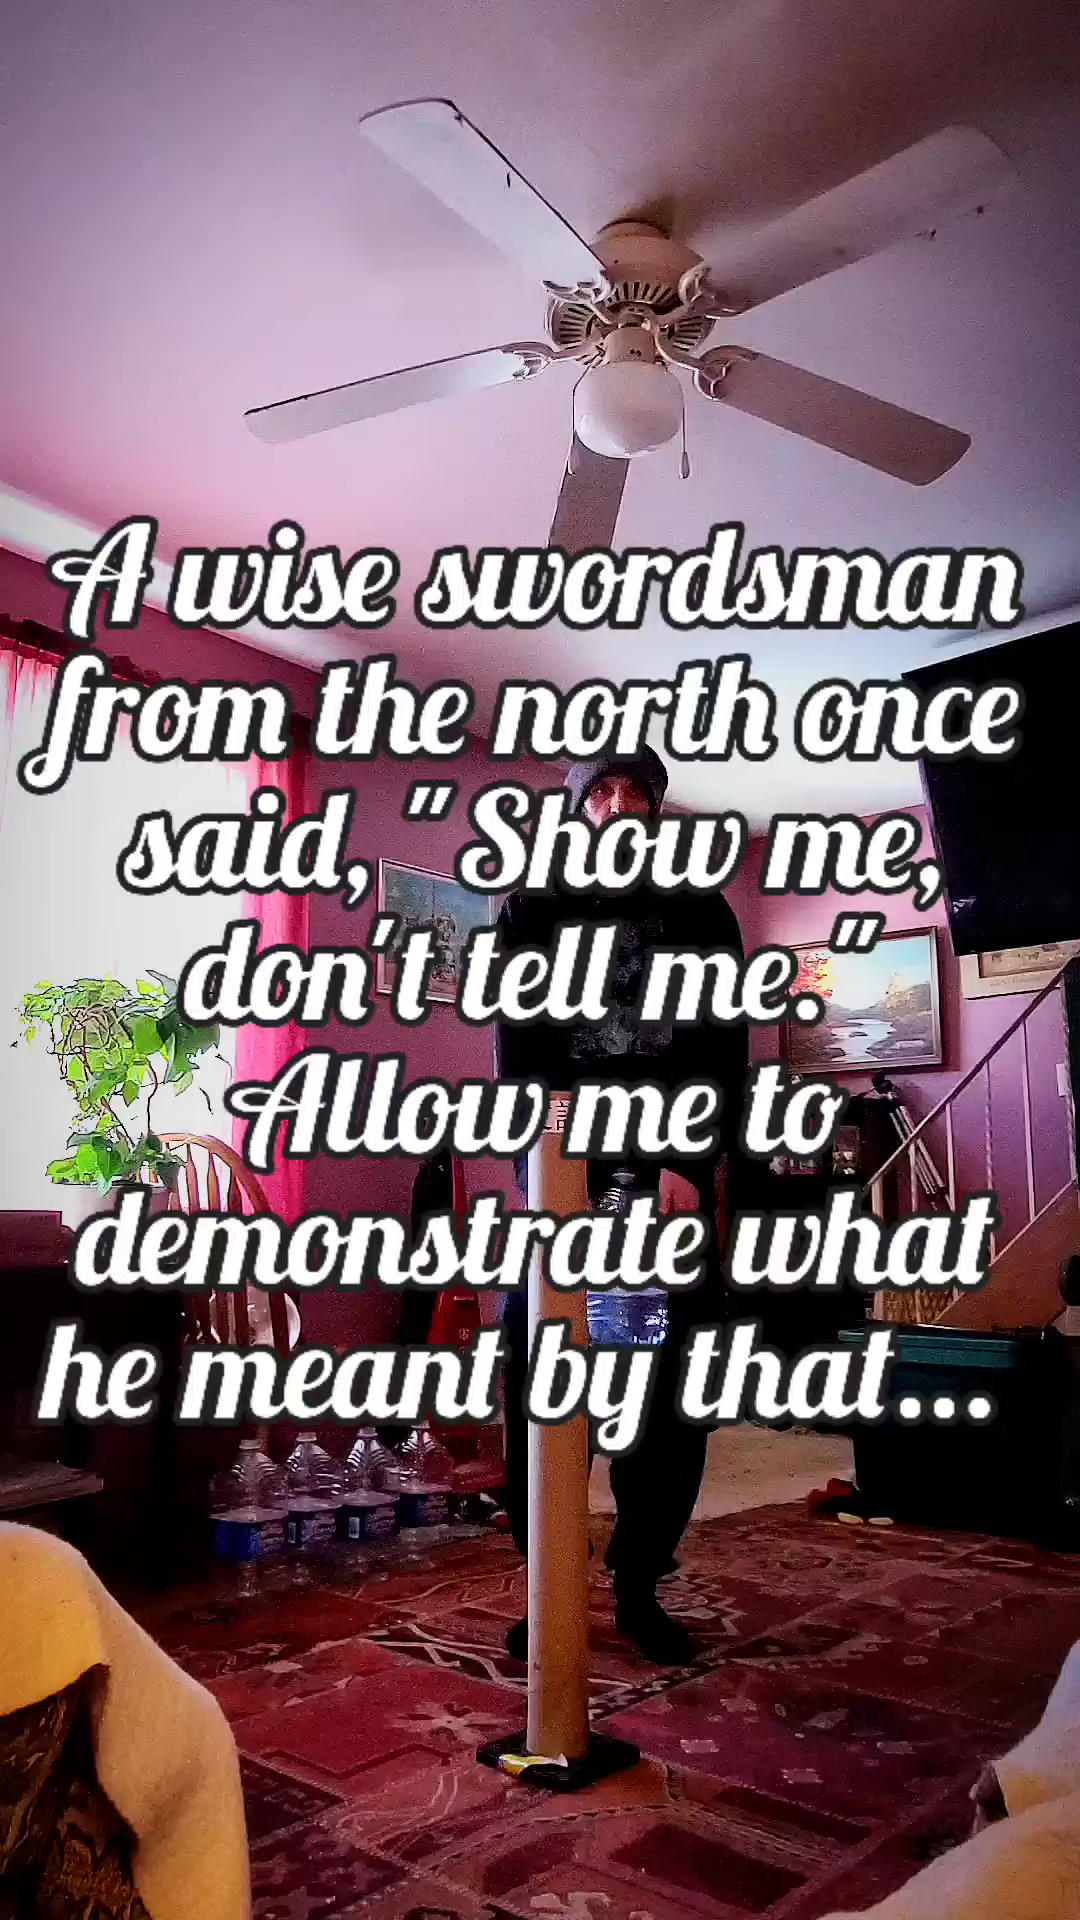 A wise swordsman
from the north once
said, "Show me,
don't tell me."
Allow me to
demonstrate what
he meant by that...